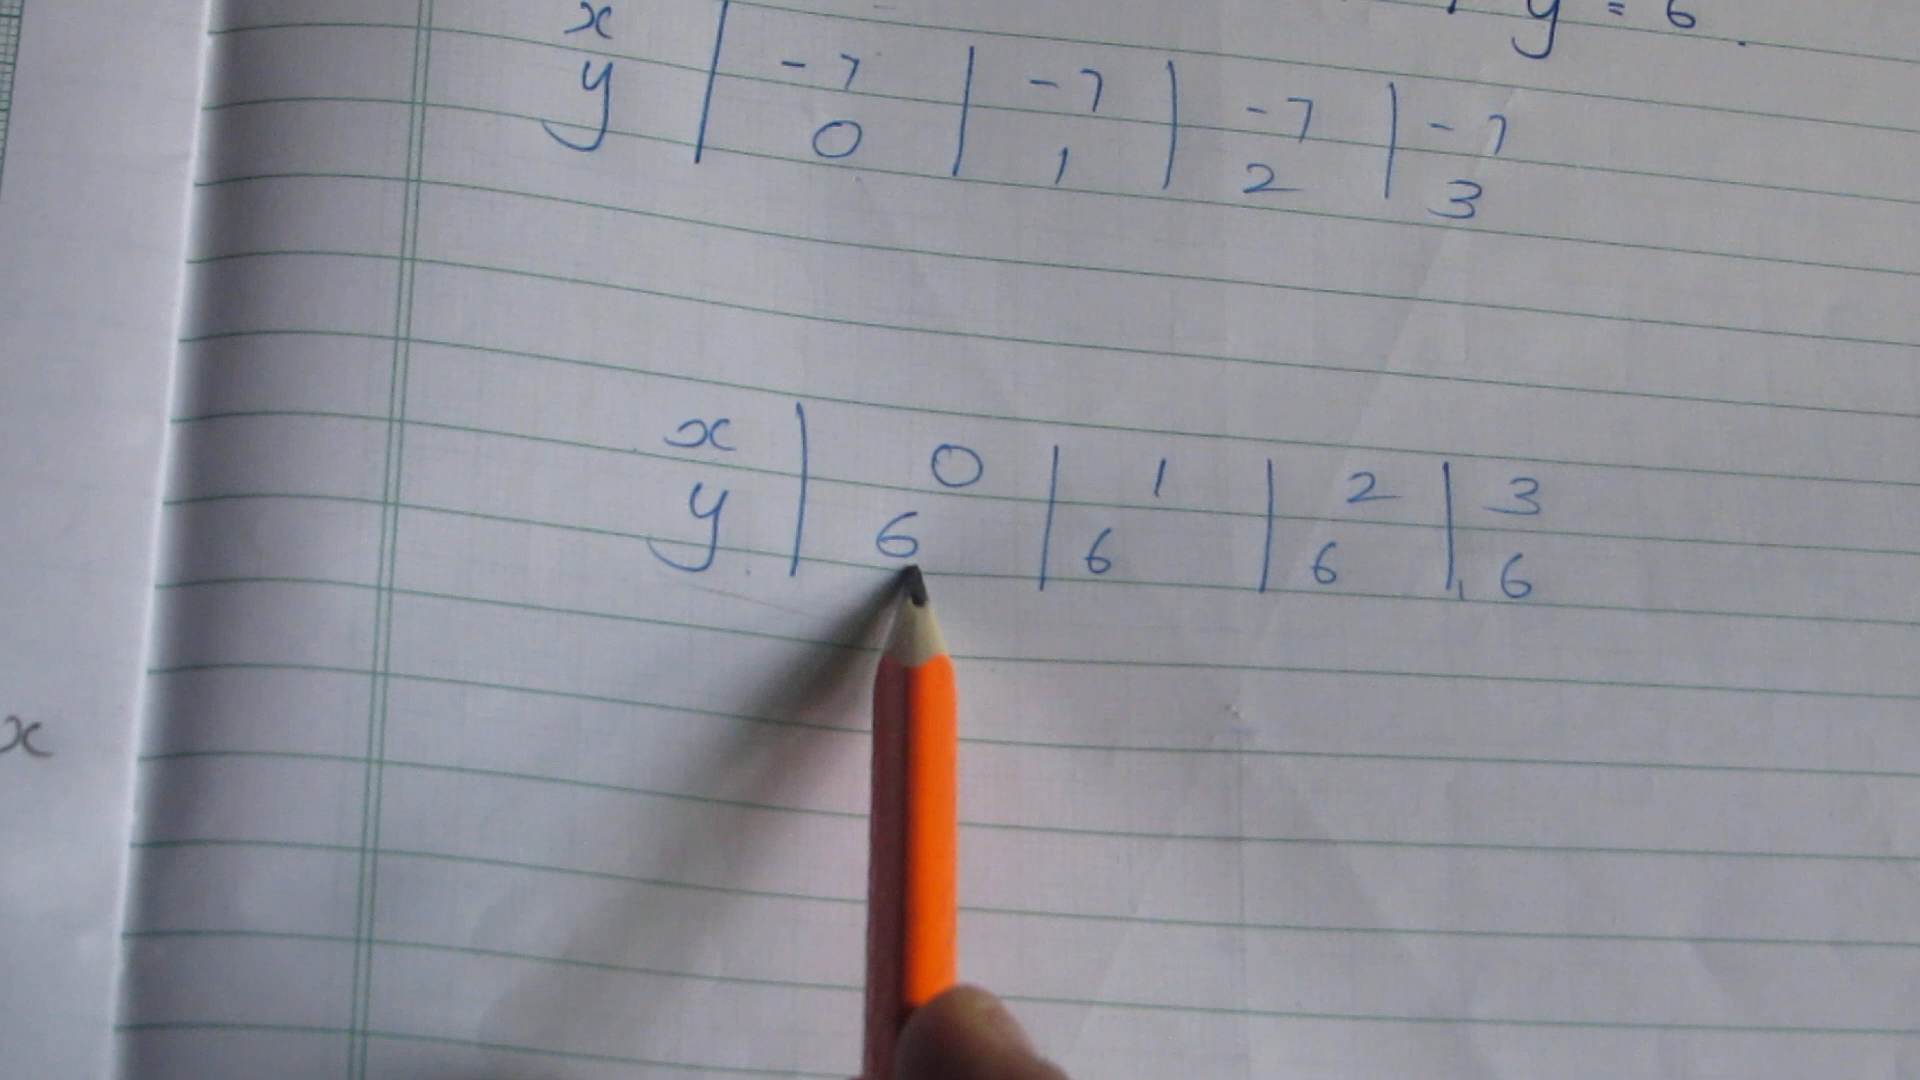 y = 6.
x | -7 | -7 | -7 | -7
y | 0 | 1 | 2 | 3
x | 0 | 1 | 2 | 3
y | 6 | 6 | 6 | 6
x